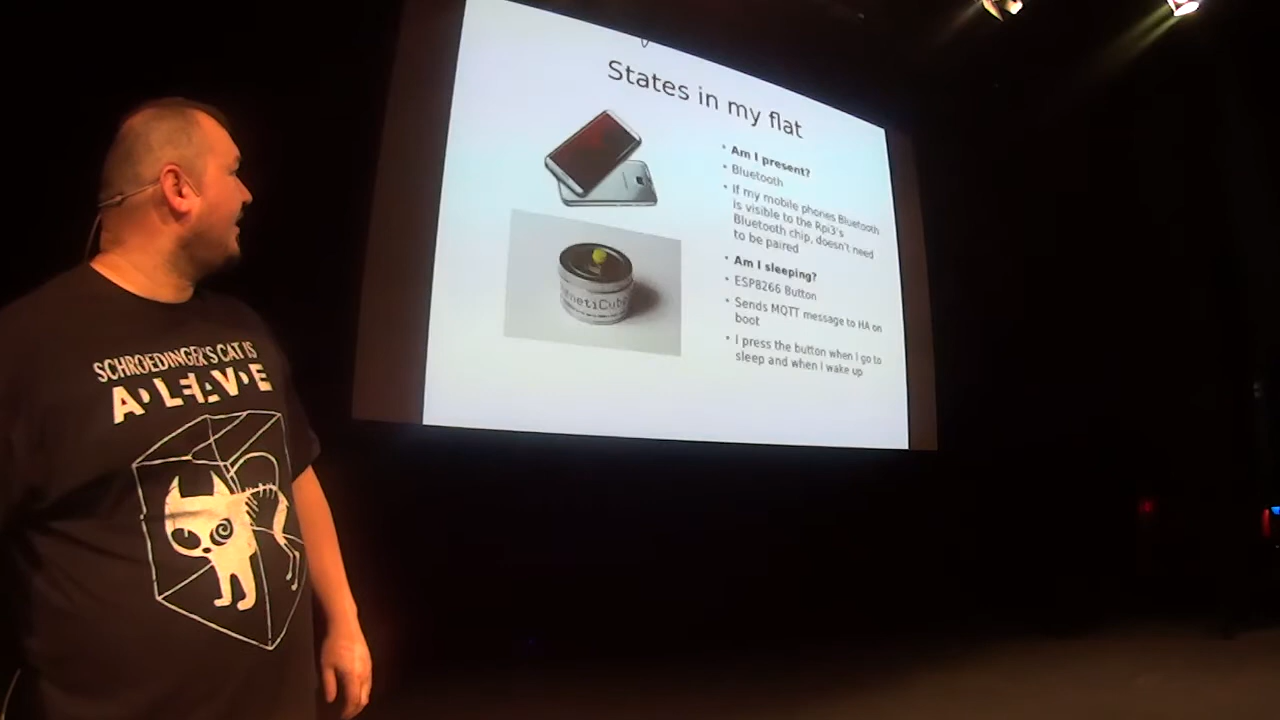 States in my flat
• Am I present?
• Bluetooth
• If my mobile phones Bluetooth
is visible to the Rpi3's
Bluetooth chip, doesn't need
to be paired
• Am I sleeping?
• ESP8266 Button
• Sends MQTT message to HA on
boot
• I press the button when I go to
sleep and when I wake up
SCHROEDINGER'S CAT IS